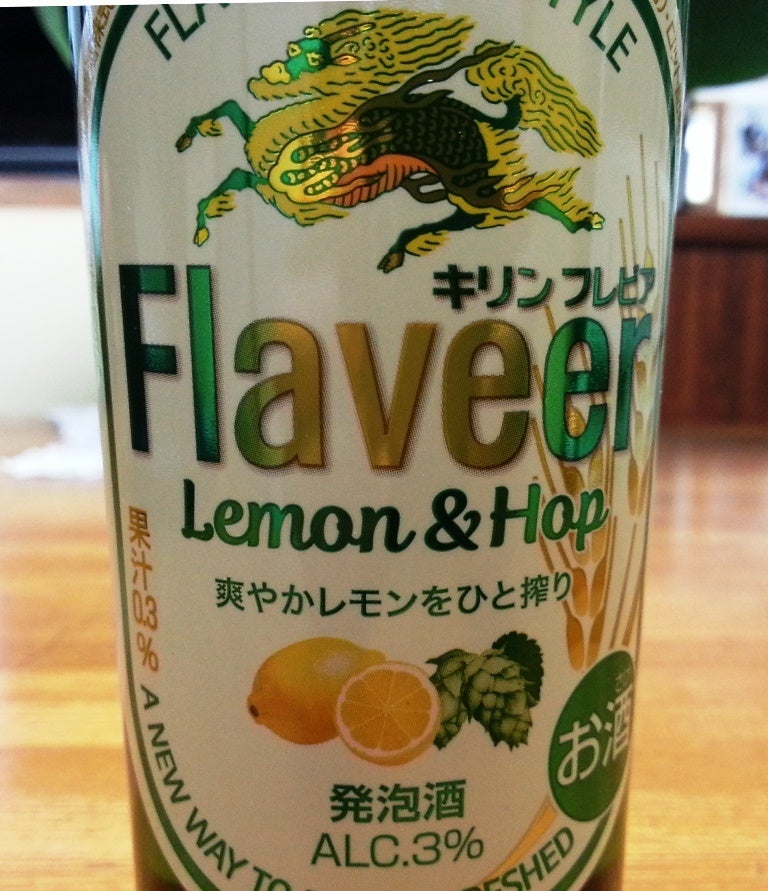 キリン フレビア
Flaveer
Lemon & Hop
果汁0.3%
爽やかレモンをひと搾り
お酒
発泡酒
ALC.3%
A NEW WAY TO